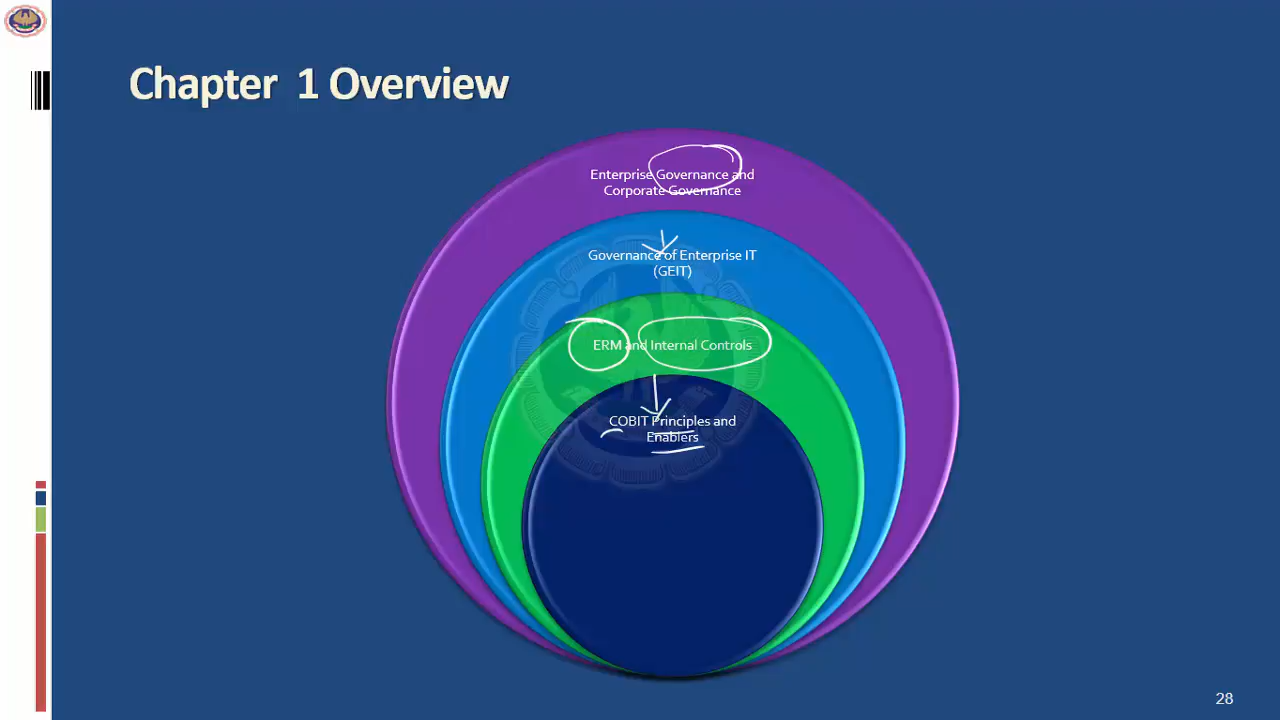 Chapter 1 Overview
Enterprise Governance and
Corporate Governance
Governance of Enterprise IT
(GEIT)
ERM and Internal Controls
COBIT Principles and
Enablers
28